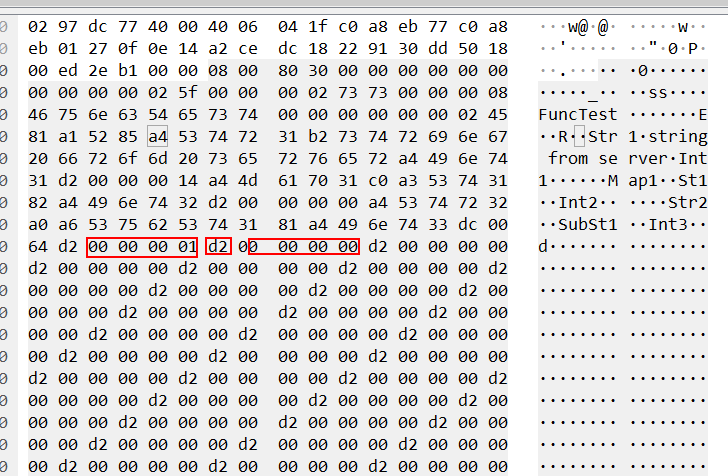 0 02 97 dc 77 40 00 40 06 04 1f c0 a8 eb 77 c0 a8 ···w@·@· ·····w··
0 eb 01 27 0f 0e 14 a2 ce dc 18 22 91 30 dd 50 18 ··'····· ··"·0·P·
0 00 ed 2e b1 00 00 08 00 80 30 00 00 00 00 00 00 ··.····· ·0······
0 00 00 00 00 02 5f 00 00 00 02 73 73 00 00 00 08 ·····_·· ··ss····
0 46 75 6e 63 54 65 73 74 00 00 00 00 00 00 02 45 FuncTest ·······E
0 81 a1 52 85 a4 53 74 72 31 b2 73 74 72 69 6e 67 ··R··Str 1·string
0 20 66 72 6f 6d 20 73 65 72 76 65 72 a4 49 6e 74 from se rver·Int
0 31 d2 00 00 00 14 a4 4d 61 70 31 c0 a3 53 74 31 1······M ap1··St1
0 82 a4 49 6e 74 32 d2 00 00 00 00 a4 53 74 72 32 ··Int2·· ····Str2
0 a0 a6 53 75 62 53 74 31 81 a4 49 6e 74 33 dc 00 ··SubSt1 ··Int3··
0 64 d2 00 00 00 01 d2 00 00 00 00 d2 00 00 00 00 d······· ········
0 d2 00 00 00 00 d2 00 00 00 00 d2 00 00 00 00 d2 ········ ········
0 00 00 00 00 d2 00 00 00 00 d2 00 00 00 00 d2 00 ········ ········
0 00 00 00 d2 00 00 00 00 d2 00 00 00 00 d2 00 00 ········ ········
0 00 00 d2 00 00 00 00 d2 00 00 00 00 d2 00 00 00 ········ ········
0 00 d2 00 00 00 00 d2 00 00 00 00 d2 00 00 00 00 ········ ········
0 d2 00 00 00 00 d2 00 00 00 00 d2 00 00 00 00 d2 ········ ········
0 00 00 00 00 d2 00 00 00 00 d2 00 00 00 00 d2 00 ········ ········
0 00 00 00 d2 00 00 00 00 d2 00 00 00 00 d2 00 00 ········ ········
0 00 00 d2 00 00 00 00 d2 00 00 00 00 d2 00 00 00 ········ ········
0 00 d2 00 00 00 00 d2 00 00 00 00 d2 00 00 00 00 ········ ········